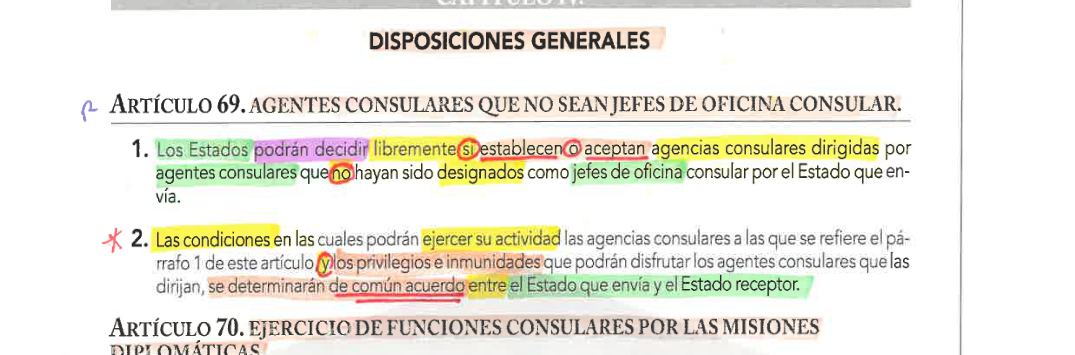 CAPÍTULO IV.
DISPOSICIONES GENERALES
ARTÍCULO 69. AGENTES CONSULARES QUE NO SEAN JEFES DE OFICINA CONSULAR.
1. Los Estados podrán decidir libremente si establecen o aceptan agencias consulares dirigidas por
agentes consulares que no hayan sido designados como jefes de oficina consular por el Estado que en-
vía.
2. Las condiciones en las cuales podrán ejercer su actividad las agencias consulares a las que se refiere el pá-
rrafo 1 de este artículo y los privilegios e inmunidades que podrán disfrutar los agentes consulares que las
dirijan, se determinarán de común acuerdo entre el Estado que envía y el Estado receptor.
ARTÍCULO 70. EJERCICIO DE FUNCIONES CONSULARES POR LAS MISIONES
DIPLOMÁTICAS.